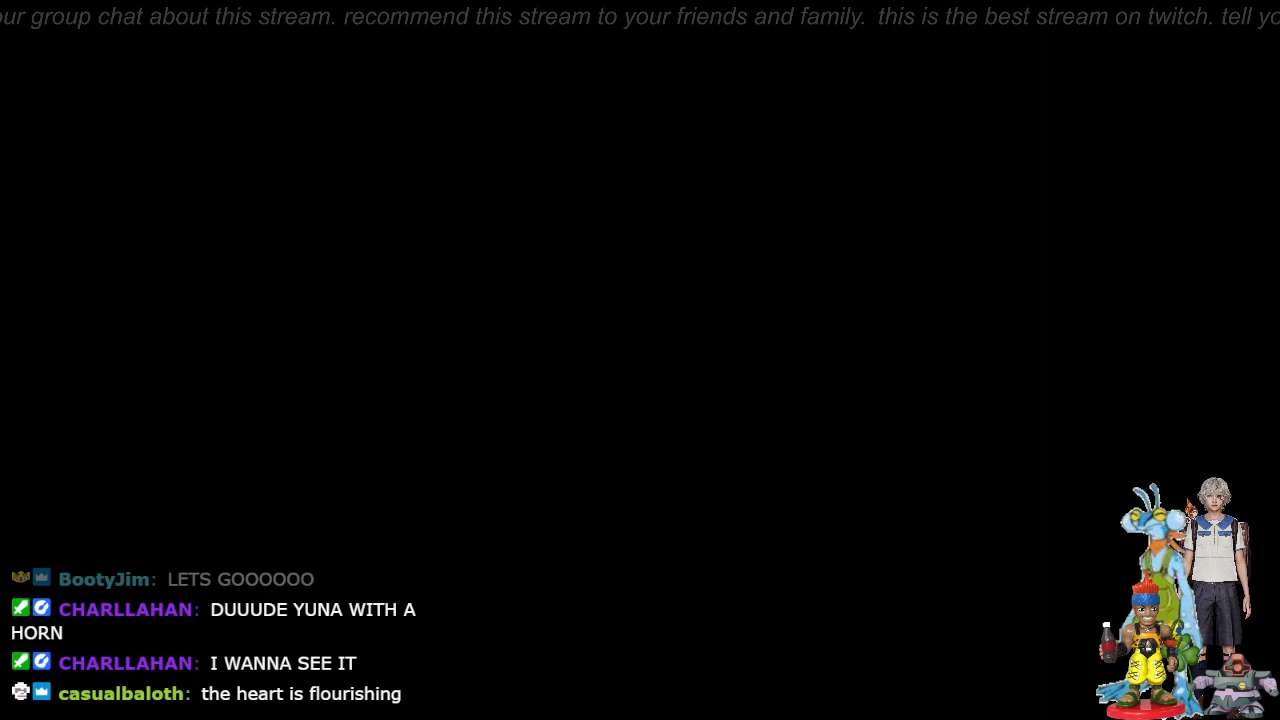 our group chat about this stream. recommend this stream to your friends and family.  this is the best stream on twitch. tell yo
BootyJim: LETS GOOOOOO
CHARLLAHAN: DUUUDE YUNA WITH A
HORN
CHARLLAHAN: I WANNA SEE IT
casualbaloth: the heart is flourishing